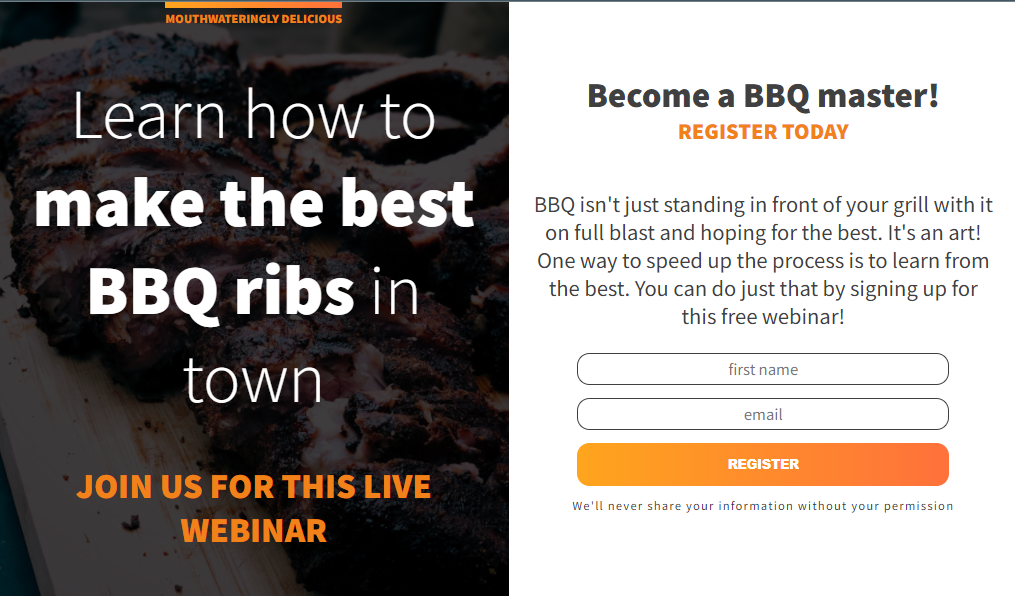 MOUTHWATERINGLY DELICIOUS
Learn how to
make the best
BBQ ribs in
town
JOIN US FOR THIS LIVE
WEBINAR
Become a BBQ master!
REGISTER TODAY
BBQ isn't just standing in front of your grill with it
on full blast and hoping for the best. It's an art!
One way to speed up the process is to learn from
the best. You can do just that by signing up for
this free webinar!
first name
email
REGISTER
We'll never share your information without your permission